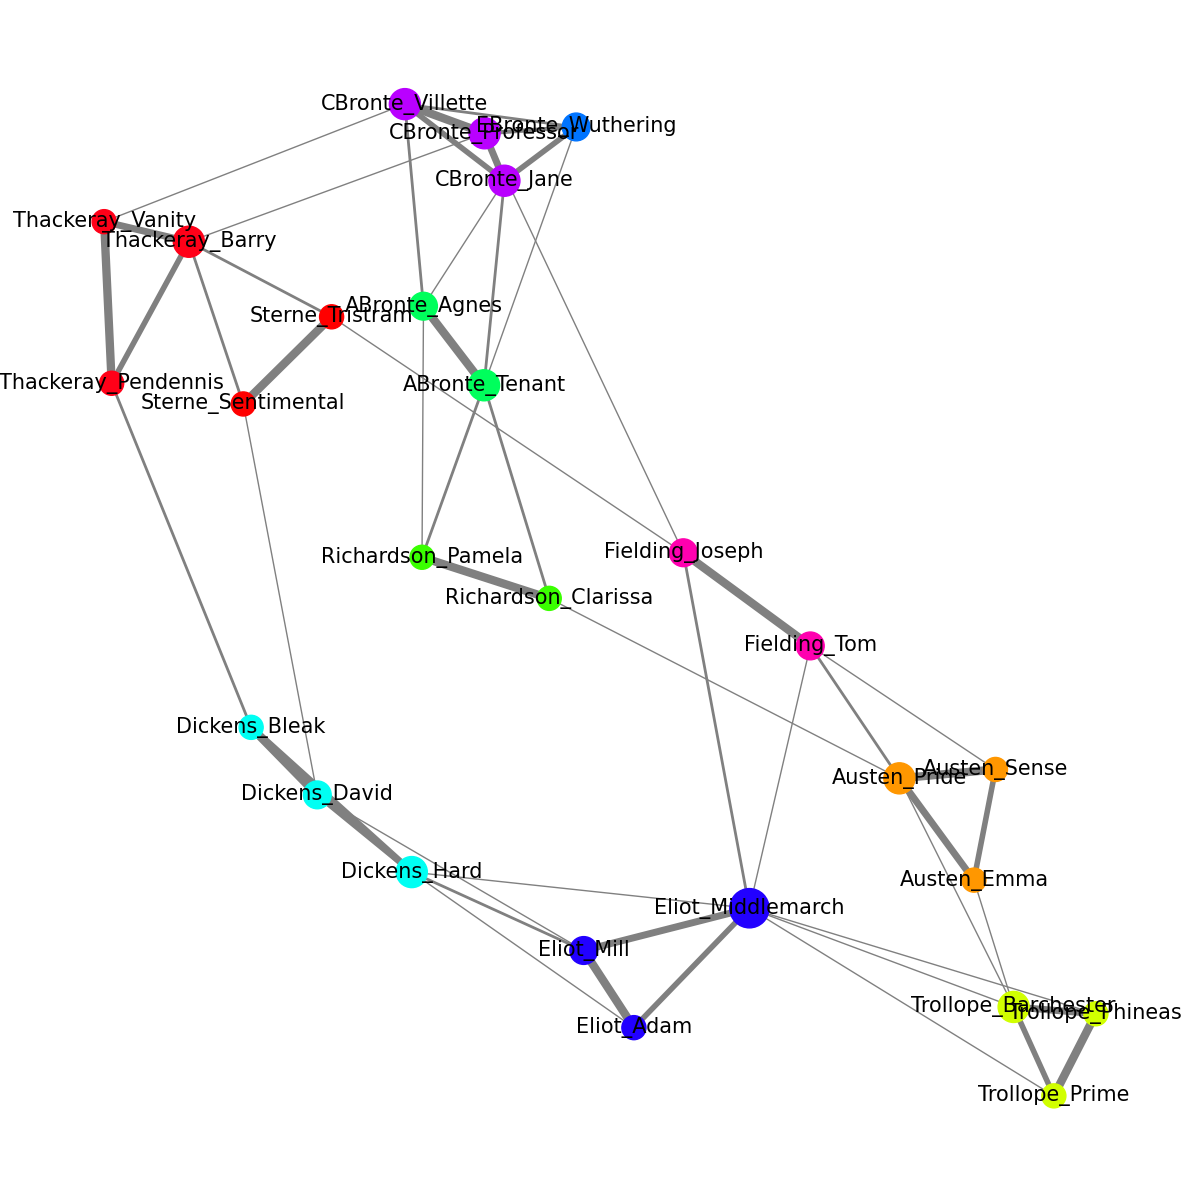 CBronte_Villette
EBronte_Wuthering
CBronte_Professor
CBronte_Jane
Thackeray_Vanity
Thackeray_Barry
ABronte_Agnes
Sterne_Tristram
Thackeray_Pendennis
ABronte_Tenant
Sterne_Sentimental
Richardson_Pamela
Fielding_Joseph
Richardson_Clarissa
Fielding_Tom
Dickens_Bleak
Austen_Sense
Austen_Pride
Dickens_David
Dickens_Hard
Austen_Emma
Eliot_Middlemarch
Eliot_Mill
Trollope_Barchester
Trollope_Phineas
Eliot_Adam
Trollope_Prime